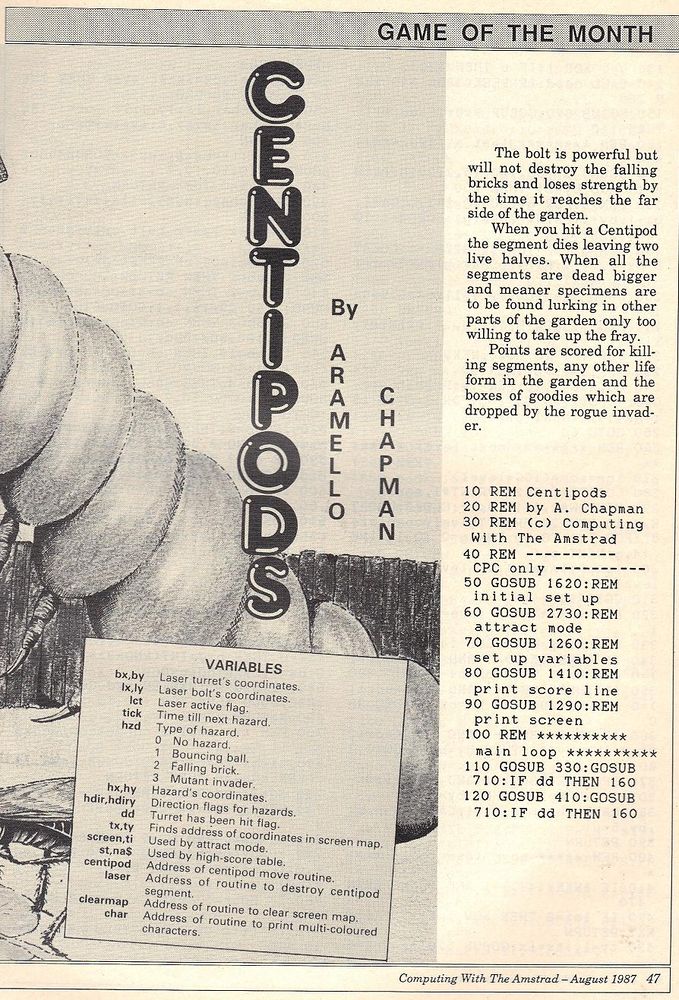 GAME OF THE MONTH
CENTIPODS
By
ARAMELLO
CHAPMAN
The bolt is powerful but
will not destroy the falling
bricks and loses strength by
the time it reaches the far
side of the garden.
When you hit a Centipod
the segment dies leaving two
live halves. When all the
segments are dead bigger
and meaner specimens are
to be found lurking in other
parts of the garden only too
willing to take up the fray.
Points are scored for kill-
ing segments, any other life
form in the garden and the
boxes of goodies which are
dropped by the rogue invad-
er.
10 REM Centipods
20 REM by A. Chapman
30 REM (c) Computing
With The Amstrad
40 REM ----------
CPC only ----------
50 GOSUB 1620:REM
initial set up
60 GOSUB 2730:REM
attract mode
70 GOSUB 1260:REM
set up variables
80 GOSUB 1410:REM
print score line
90 GOSUB 1290:REM
print screen
100 REM **********
main loop **********
110 GOSUB 330:GOSUB
710:IF dd THEN 160
120 GOSUB 410:GOSUB
710:IF dd THEN 160
VARIABLES
bx,by Laser turret's coordinates.
lx,ly Laser bolt's coordinates.
lct Laser active flag.
tick Time till next hazard.
hzd Type of hazard.
0 No hazard.
1 Bouncing ball.
2 Falling brick.
3 Mutant invader.
hx,hy Hazard's coordinates.
hdir,hdiry Direction flags for hazards.
dd Turret has been hit flag.
tx,ty Finds address of coordinates in screen map.
screen,ti Used by attract mode.
st,na$ Used by high-score table.
centipod Address of centipod move routine.
laser Address of routine to destroy centipod
segment.
clearmap Address of routine to clear screen map.
char Address of routine to print multi-coloured
characters.
Computing With The Amstrad – August 1987 47